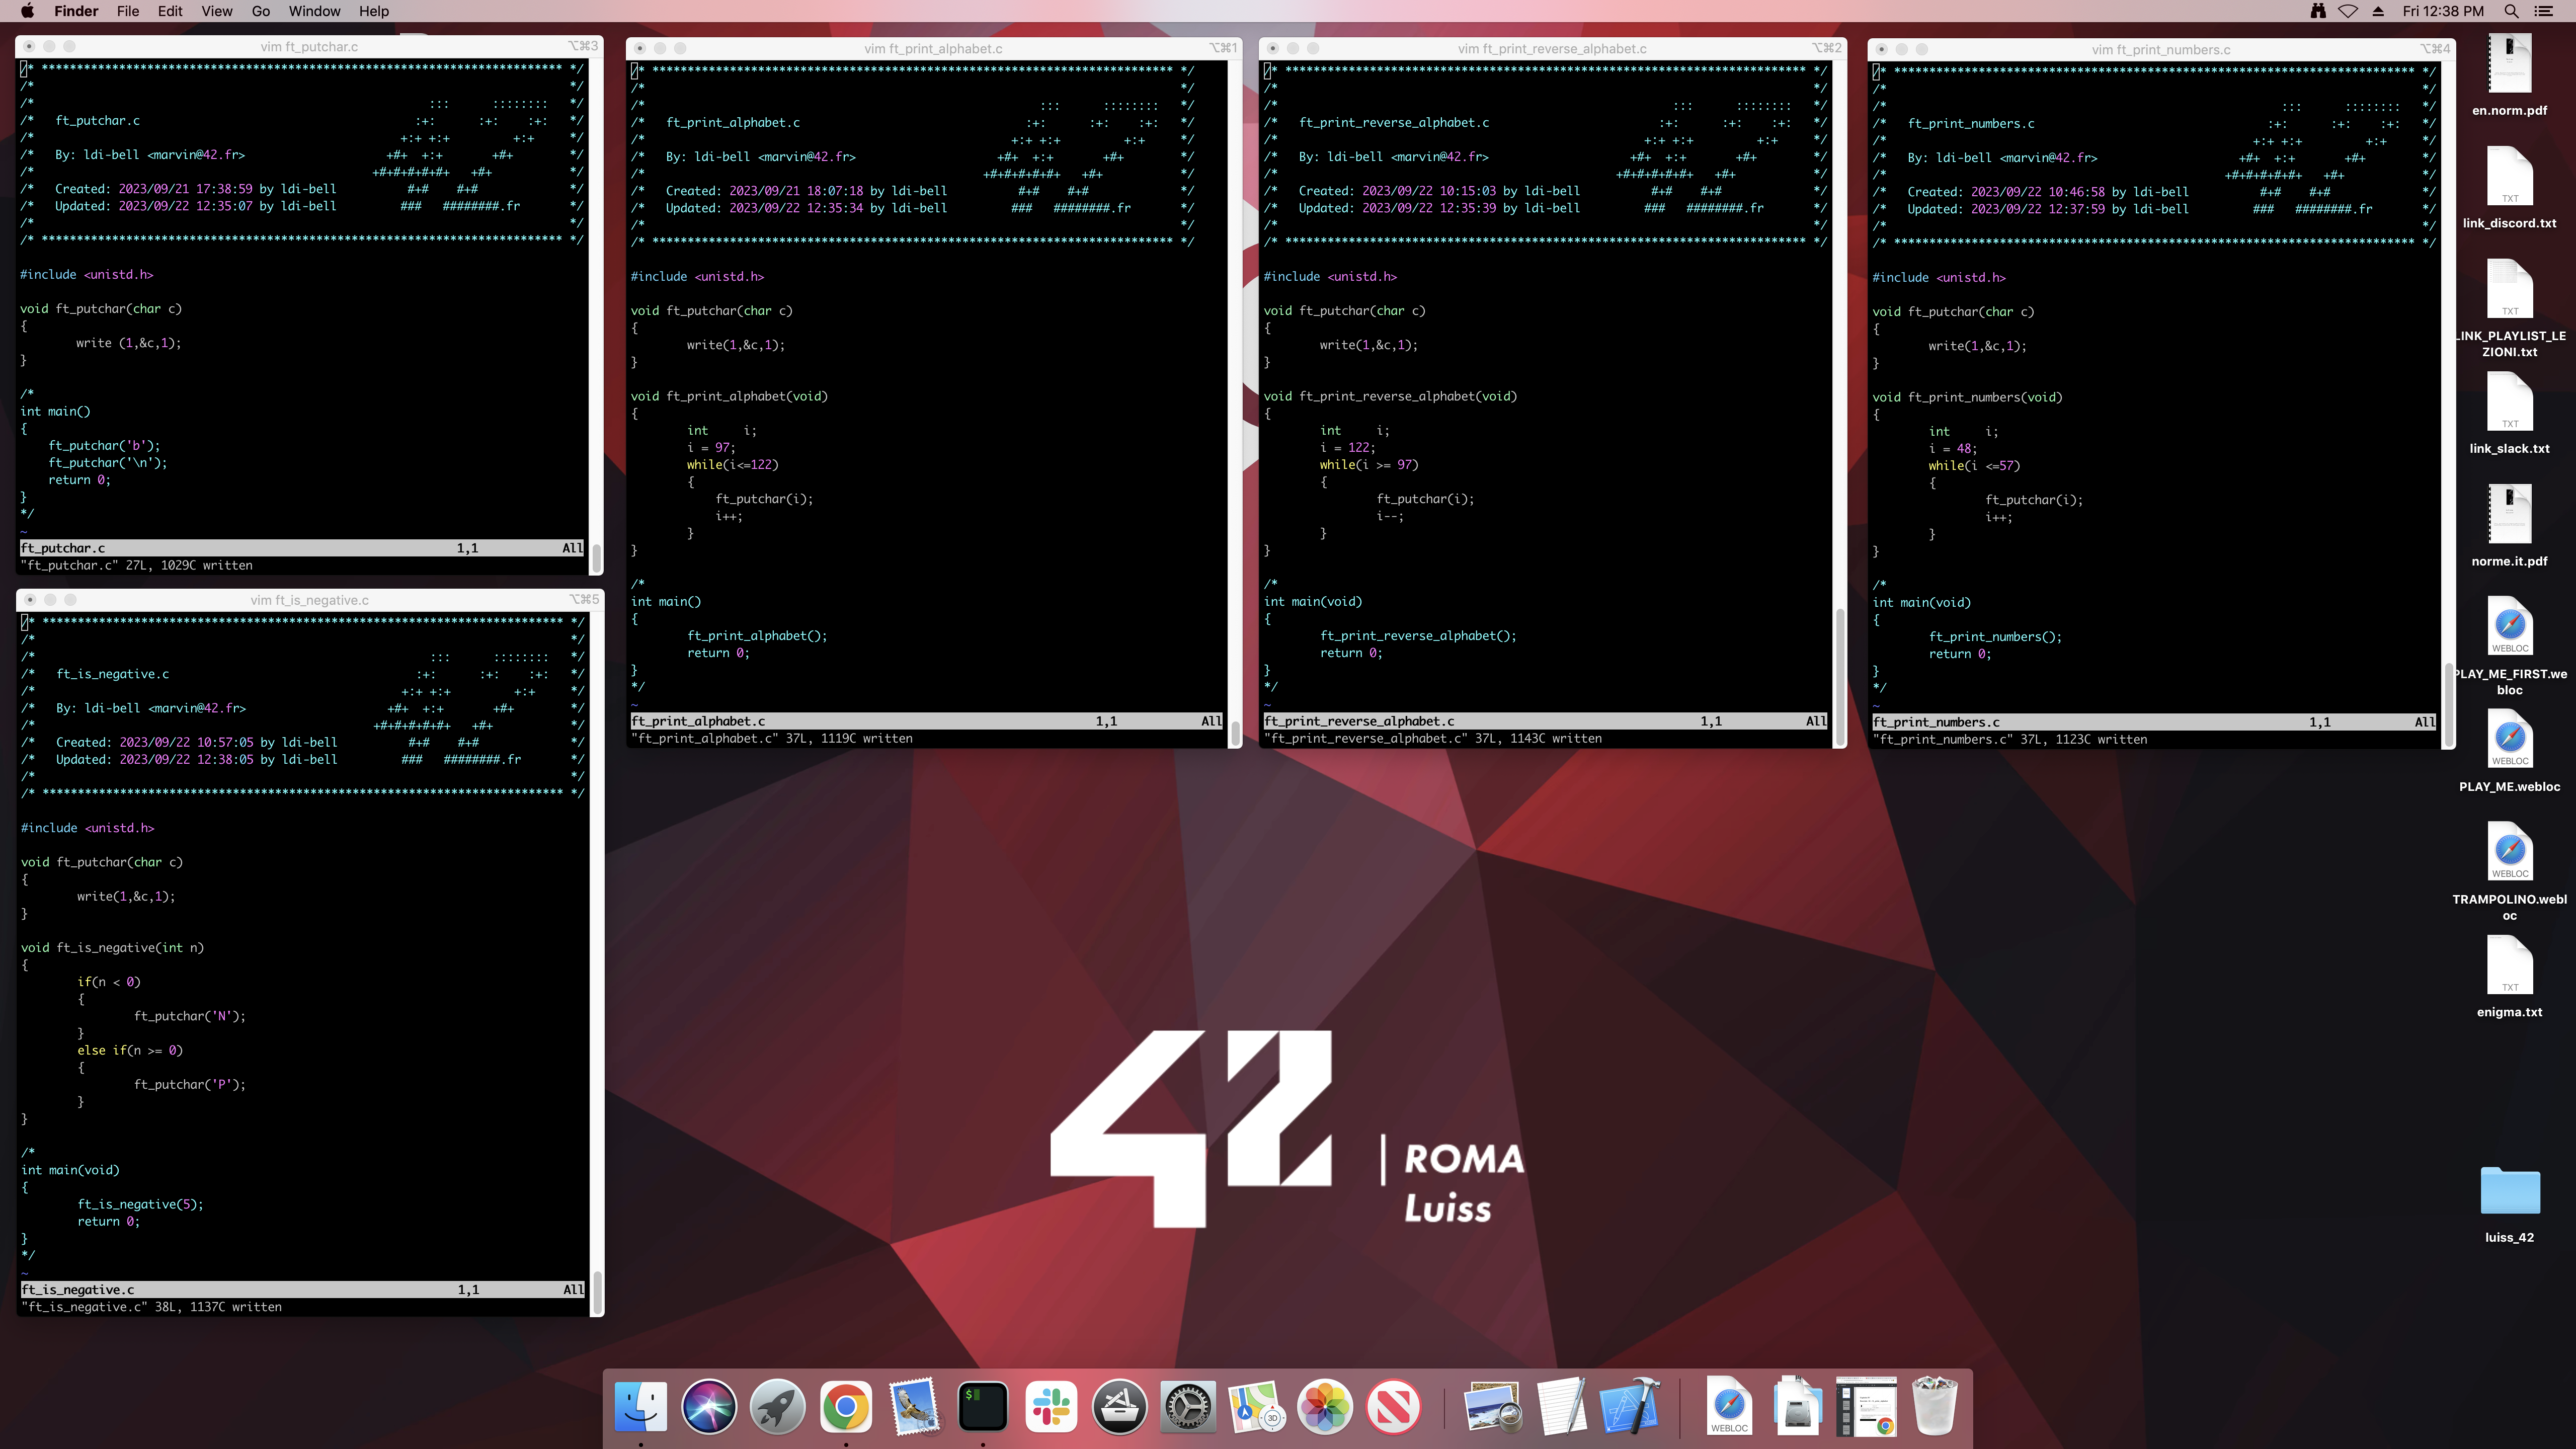 Finder File Edit View Go Window Help
Fri 12:38 PM
vim ft_putchar.c ⌥⌘3
/* ************************************************************************** */
/*                                                                            */
/*                                                        :::      ::::::::   */
/*   ft_putchar.c                                       :+:      :+:    :+:   */
/*                                                    +:+ +:+         +:+     */
/*   By: ldi-bell <marvin@42.fr>                    +#+  +:+       +#+        */
/*                                                +#+#+#+#+#+   +#+           */
/*   Created: 2023/09/21 17:38:59 by ldi-bell          #+#    #+#             */
/*   Updated: 2023/09/22 12:35:07 by ldi-bell         ###   ########.fr       */
/*                                                                            */
/* ************************************************************************** */
#include <unistd.h>
void ft_putchar(char c)
{
        write (1,&c,1);
}
/*
int main()
{
    ft_putchar('b');
    ft_putchar('\n');
    return 0;
}
*/
~
ft_putchar.c 1,1 All
"ft_putchar.c" 27L, 1029C written
vim ft_print_alphabet.c ⌥⌘1
/* ************************************************************************** */
/*                                                                            */
/*                                                        :::      ::::::::   */
/*   ft_print_alphabet.c                                :+:      :+:    :+:   */
/*                                                    +:+ +:+         +:+     */
/*   By: ldi-bell <marvin@42.fr>                    +#+  +:+       +#+        */
/*                                                +#+#+#+#+#+   +#+           */
/*   Created: 2023/09/21 18:07:18 by ldi-bell          #+#    #+#             */
/*   Updated: 2023/09/22 12:35:34 by ldi-bell         ###   ########.fr       */
/*                                                                            */
/* ************************************************************************** */
#include <unistd.h>
void ft_putchar(char c)
{
        write(1,&c,1);
}
void ft_print_alphabet(void)
{
        int     i;
        i = 97;
        while(i<=122)
        {
            ft_putchar(i);
            i++;
        }
}
/*
int main()
{
        ft_print_alphabet();
        return 0;
}
*/
~
ft_print_alphabet.c 1,1 All
"ft_print_alphabet.c" 37L, 1119C written
vim ft_print_reverse_alphabet.c ⌥⌘2
/* ************************************************************************** */
/*                                                                            */
/*                                                        :::      ::::::::   */
/*   ft_print_reverse_alphabet.c                        :+:      :+:    :+:   */
/*                                                    +:+ +:+         +:+     */
/*   By: ldi-bell <marvin@42.fr>                    +#+  +:+       +#+        */
/*                                                +#+#+#+#+#+   +#+           */
/*   Created: 2023/09/22 10:15:03 by ldi-bell          #+#    #+#             */
/*   Updated: 2023/09/22 12:35:39 by ldi-bell         ###   ########.fr       */
/*                                                                            */
/* ************************************************************************** */
#include <unistd.h>
void ft_putchar(char c)
{
        write(1,&c,1);
}
void ft_print_reverse_alphabet(void)
{
        int     i;
        i = 122;
        while(i >= 97)
        {
                ft_putchar(i);
                i--;
        }
}
/*
int main(void)
{
        ft_print_reverse_alphabet();
        return 0;
}
*/
~
ft_print_reverse_alphabet.c 1,1 All
"ft_print_reverse_alphabet.c" 37L, 1143C written
vim ft_print_numbers.c ⌥⌘4
/* ************************************************************************** */
/*                                                                            */
/*                                                        :::      ::::::::   */
/*   ft_print_numbers.c                                 :+:      :+:    :+:   */
/*                                                    +:+ +:+         +:+     */
/*   By: ldi-bell <marvin@42.fr>                    +#+  +:+       +#+        */
/*                                                +#+#+#+#+#+   +#+           */
/*   Created: 2023/09/22 10:46:58 by ldi-bell          #+#    #+#             */
/*   Updated: 2023/09/22 12:37:59 by ldi-bell         ###   ########.fr       */
/*                                                                            */
/* ************************************************************************** */
#include <unistd.h>
void ft_putchar(char c)
{
        write(1,&c,1);
}
void ft_print_numbers(void)
{
        int     i;
        i = 48;
        while(i <=57)
        {
                ft_putchar(i);
                i++;
        }
}
/*
int main(void)
{
        ft_print_numbers();
        return 0;
}
*/
~
ft_print_numbers.c 1,1 All
"ft_print_numbers.c" 37L, 1123C written
vim ft_is_negative.c ⌥⌘5
/* ************************************************************************** */
/*                                                                            */
/*                                                        :::      ::::::::   */
/*   ft_is_negative.c                                   :+:      :+:    :+:   */
/*                                                    +:+ +:+         +:+     */
/*   By: ldi-bell <marvin@42.fr>                    +#+  +:+       +#+        */
/*                                                +#+#+#+#+#+   +#+           */
/*   Created: 2023/09/22 10:57:05 by ldi-bell          #+#    #+#             */
/*   Updated: 2023/09/22 12:38:05 by ldi-bell         ###   ########.fr       */
/*                                                                            */
/* ************************************************************************** */
#include <unistd.h>
void ft_putchar(char c)
{
        write(1,&c,1);
}
void ft_is_negative(int n)
{
        if(n < 0)
        {
                ft_putchar('N');
        }
        else if(n >= 0)
        {
                ft_putchar('P');
        }
}
/*
int main(void)
{
        ft_is_negative(5);
        return 0;
}
*/
~
ft_is_negative.c 1,1 All
"ft_is_negative.c" 38L, 1137C written
en.norm.pdf
TXT
link_discord.txt
TXT
LINK_PLAYLIST_LE
ZIONI.txt
TXT
link_slack.txt
norme.it.pdf
WEBLOC
PLAY_ME_FIRST.we
bloc
WEBLOC
PLAY_ME.webloc
WEBLOC
TRAMPOLINO.webl
oc
TXT
enigma.txt
luiss_42
42
ROMA
Luiss
$
3D
WEBLOC